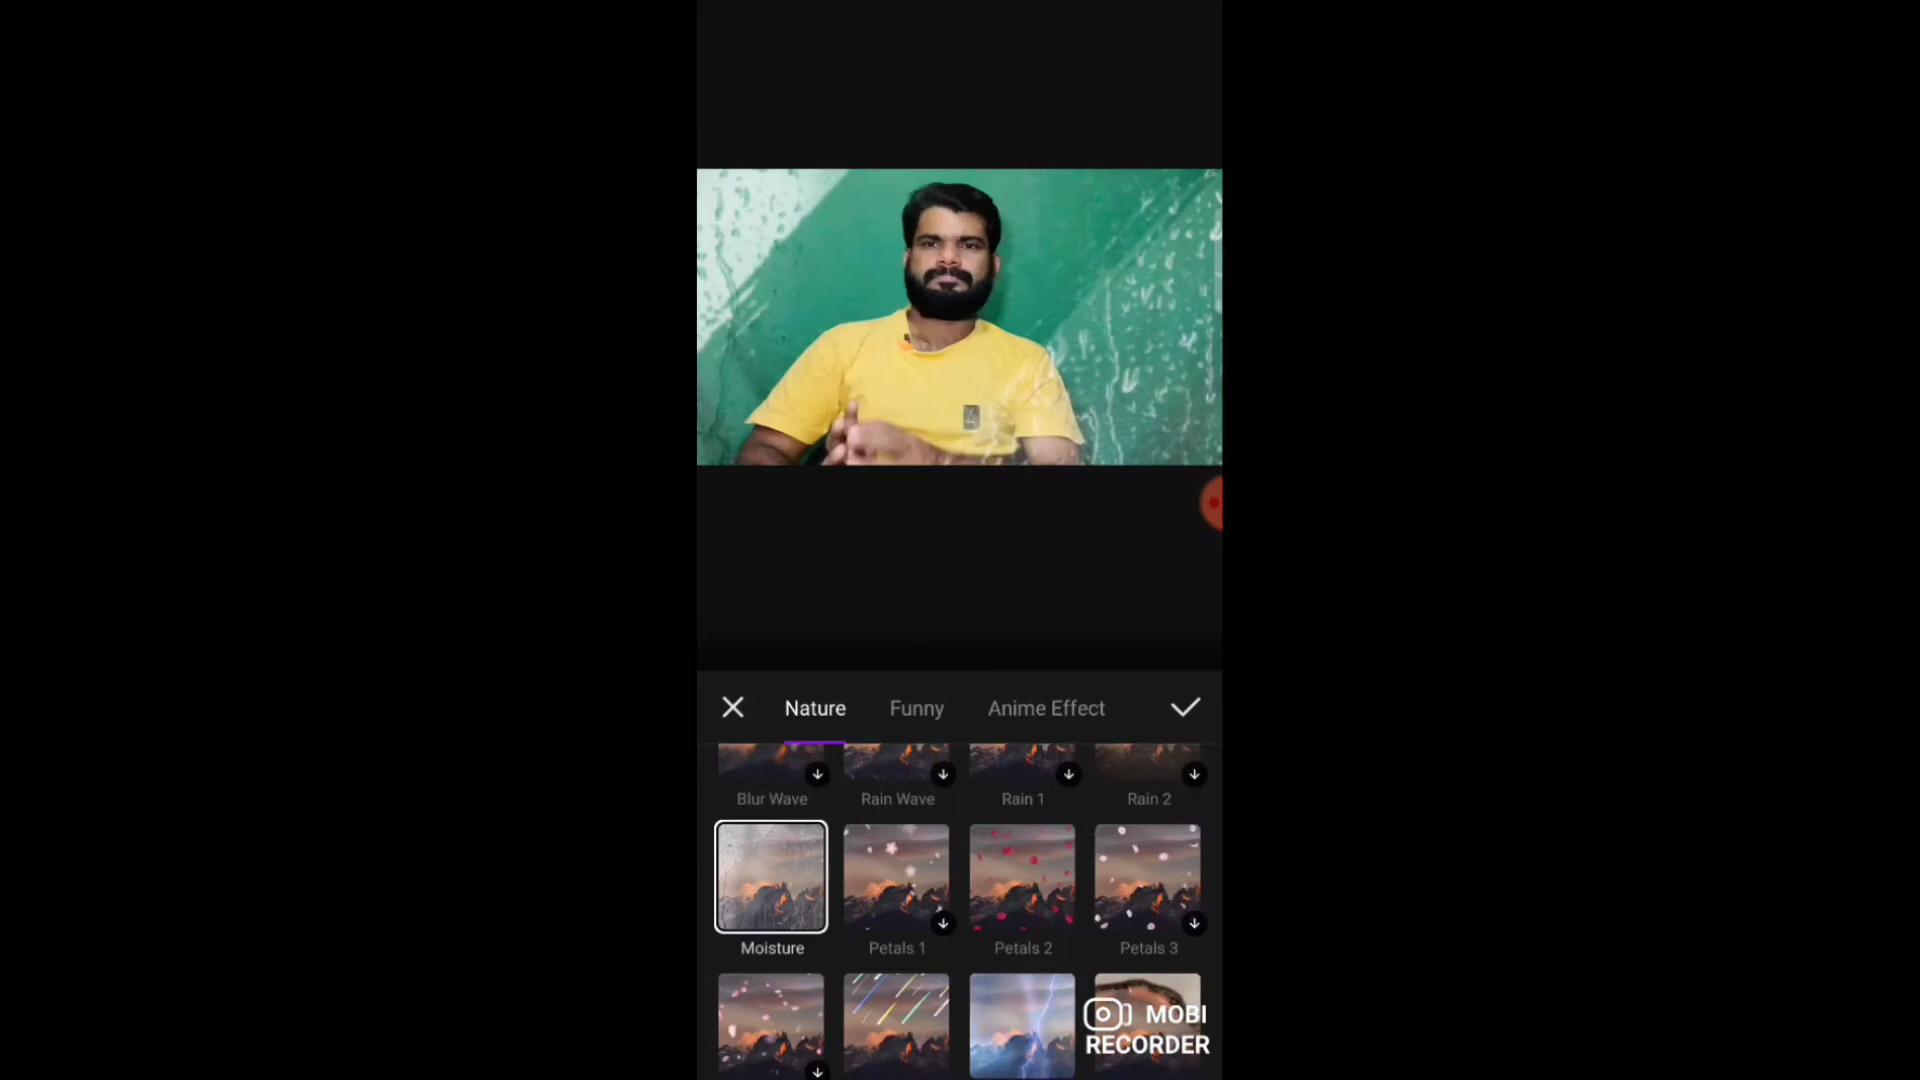 Nature Funny Anime Effect
Blur Wave Rain Wave Rain 1 Rain 2
Moisture Petals 1 Petals 2 Petals 3
MOBI
RECORDER